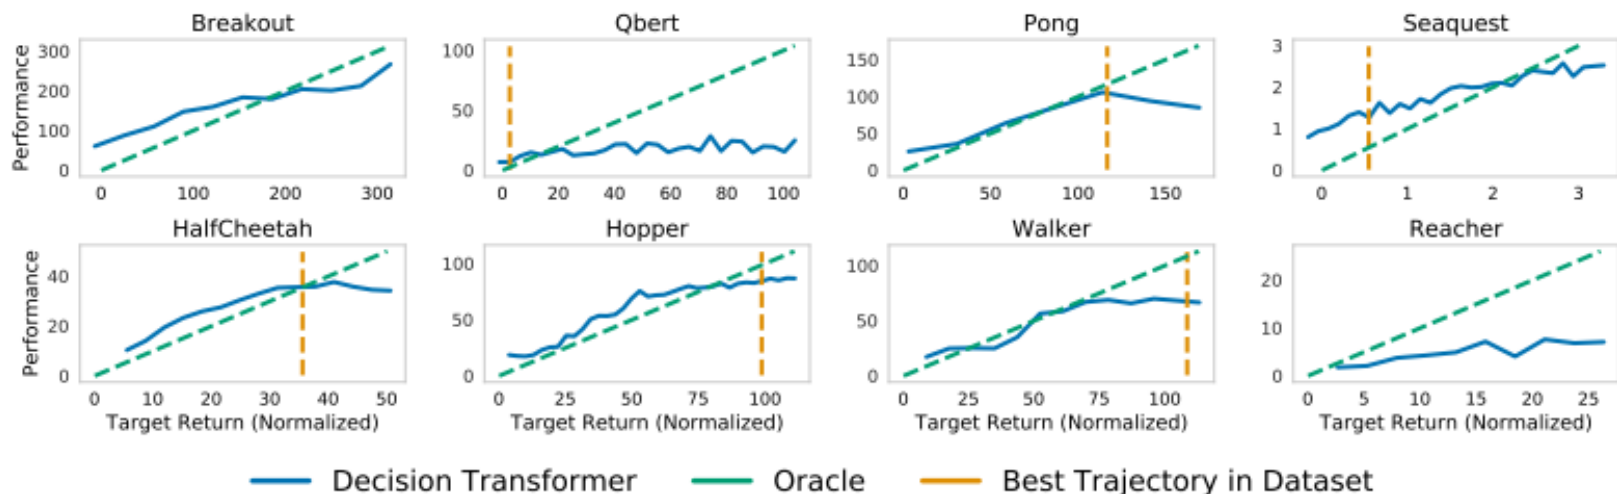 Breakout Qbert Pong Seaquest
Performance
300
200
100
0
0 100 200 300
100
50
0
0 20 40 60 80 100
150
100
50
0
0 50 100 150
3
2
1
0
0 1 2 3
HalfCheetah Hopper Walker Reacher
Performance
40
20
0
0 10 20 30 40 50
100
50
0
0 25 50 75 100
100
50
0
0 25 50 75 100
20
10
0
0 5 10 15 20 25
Target Return (Normalized) Target Return (Normalized) Target Return (Normalized) Target Return (Normalized)
Decision Transformer Oracle Best Trajectory in Dataset